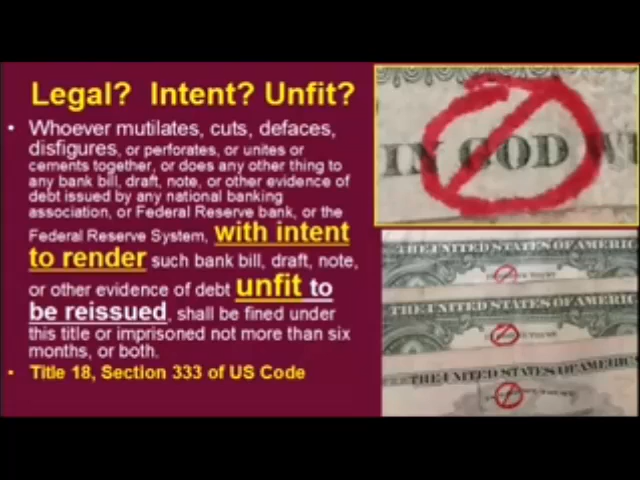 Legal? Intent? Unfit?
• Whoever mutilates, cuts, defaces,
disfigures, or perforates, or unites or
cements together, or does any other thing to
any bank bill, draft, note, or other evidence of
debt issued by any national banking
association, or Federal Reserve bank, or the
Federal Reserve System, with intent
to render such bank bill, draft, note,
or other evidence of debt unfit to
be reissued, shall be fined under
this title or imprisoned not more than six
months, or both.
• Title 18, Section 333 of US Code
IN GOD W
THE UNITED STATES OF AMERIC
THE UNITED STATES OF AMERIC
THE UNITED STATES OF AMERIC